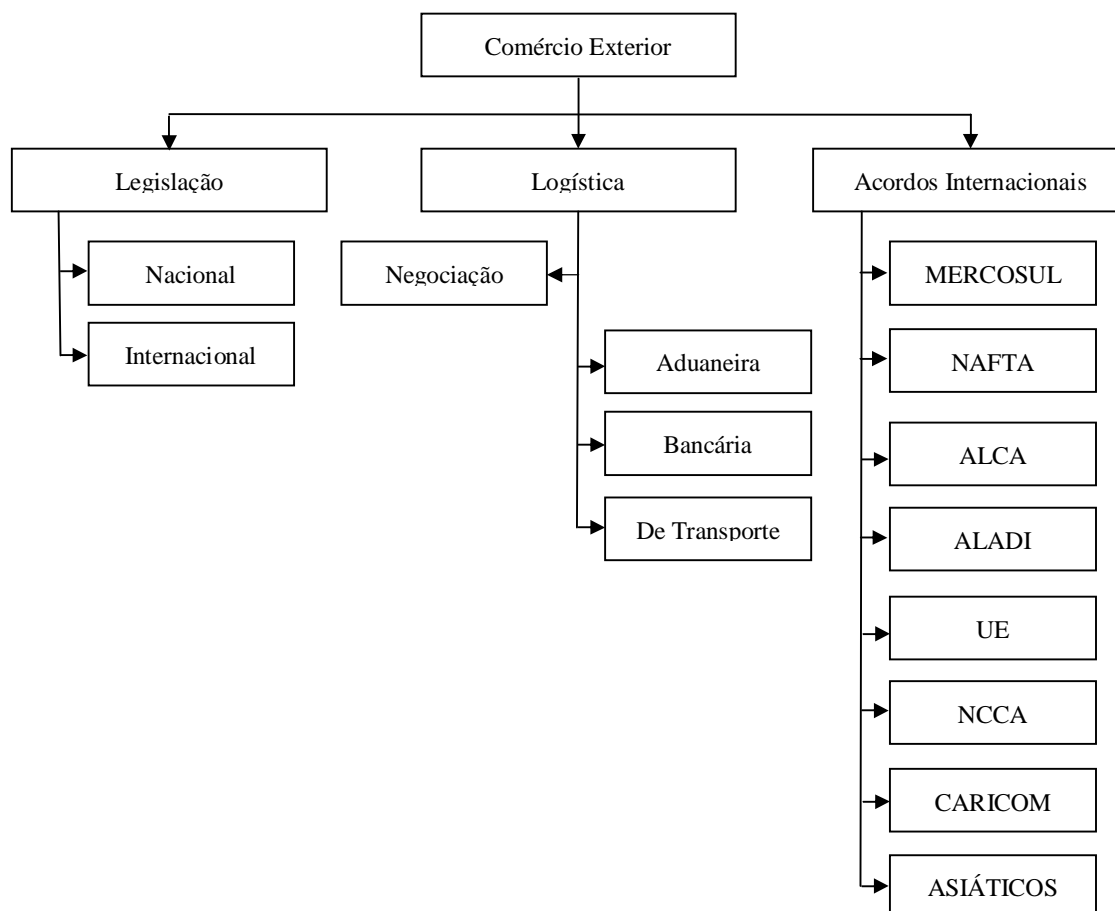 Comércio Exterior
Legislação
Logística
Acordos Internacionais
Nacional
Internacional
Negociação
Aduaneira
Bancária
De Transporte
MERCOSUL
NAFTA
ALCA
ALADI
UE
NCCA
CARICOM
ASIÁTICOS